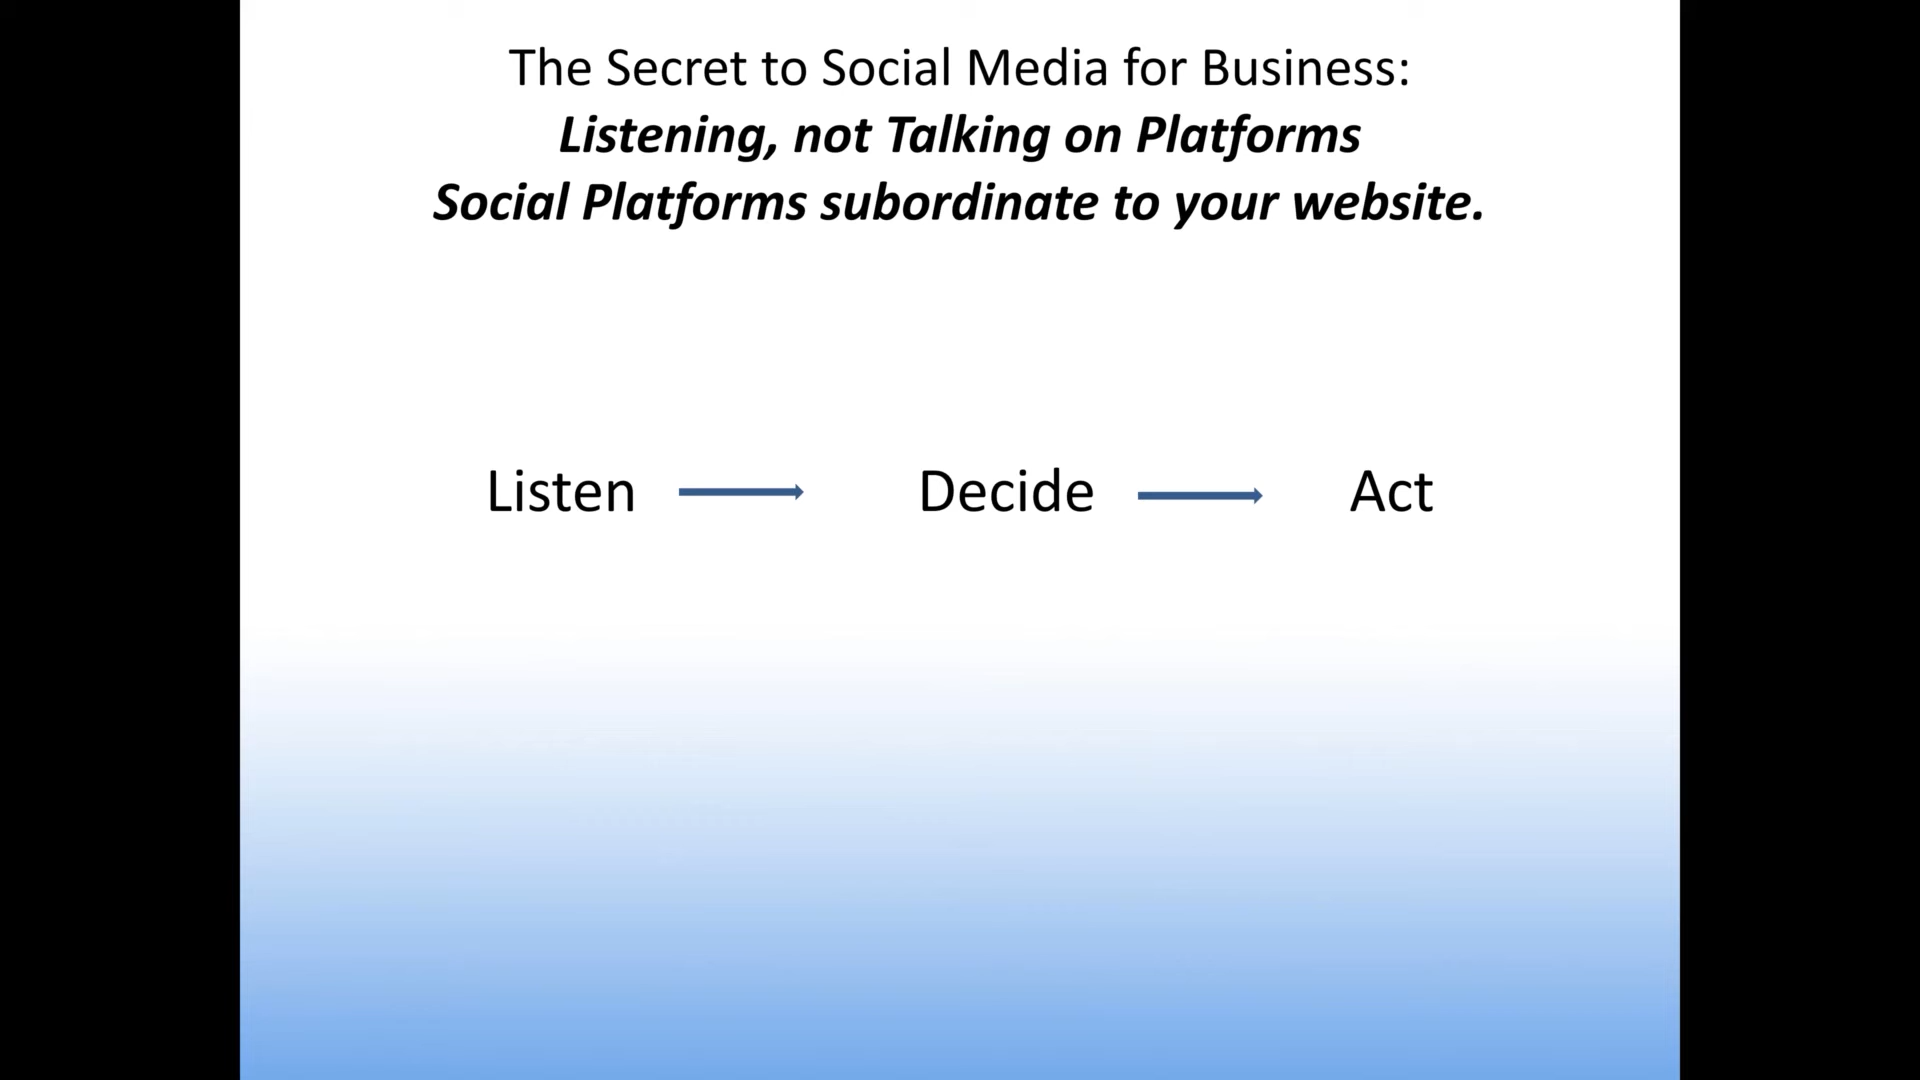 The Secret to Social Media for Business:
Listening, not Talking on Platforms
Social Platforms subordinate to your website.
Listen Decide Act